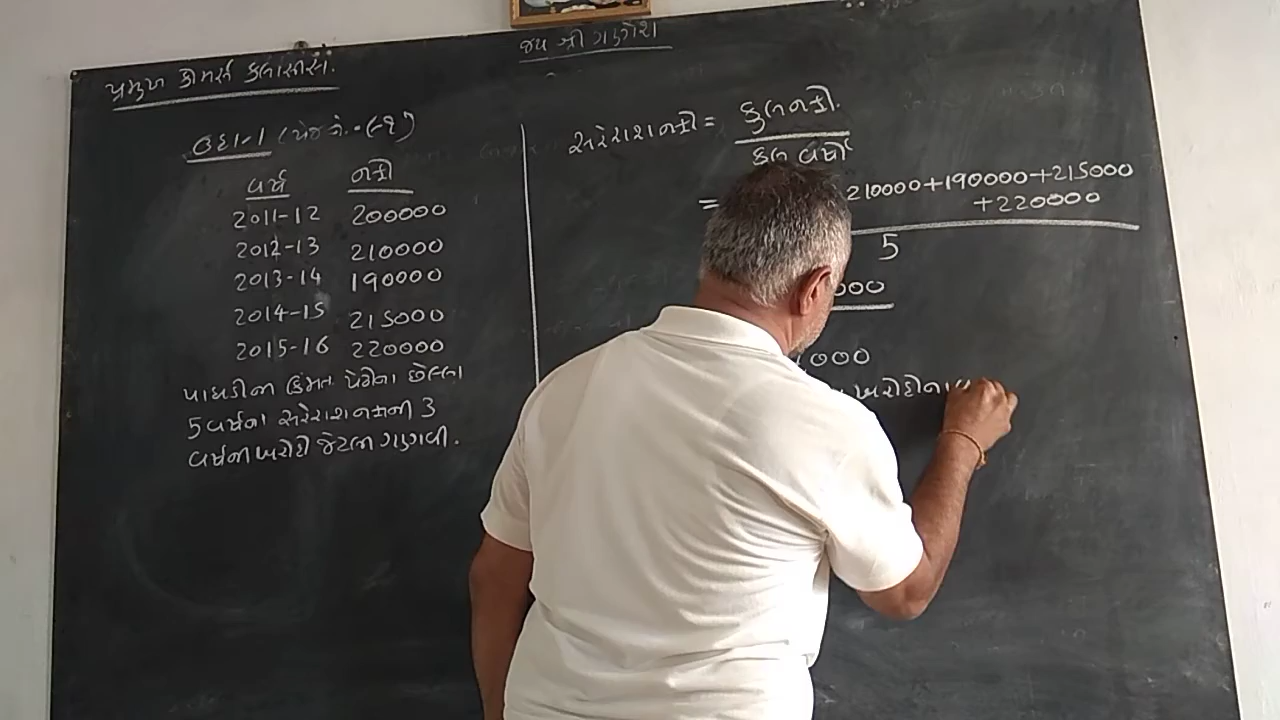 જય શ્રી ગણેશ
પ્રમુખ કોમર્સ ક્લાસીસ.
ઉદા-1 (પેજ નં.
વર્ષ નફો
2011-12 200000
2012-13 210000
2013-14 190000
2014-15 215000
2015-16 220000
પાઘડીની કિંમત પેઢીના છેલ્લા
5 વર્ષના સરેરાશ નફાની 3
વર્ષની ખરીદી જેટલી ગણવી.
સરેરાશ નફો = કુલ નફો.
કુલ વર્ષો
= 210000+190000+215000
+220000
5
000
000
ખરીદીના